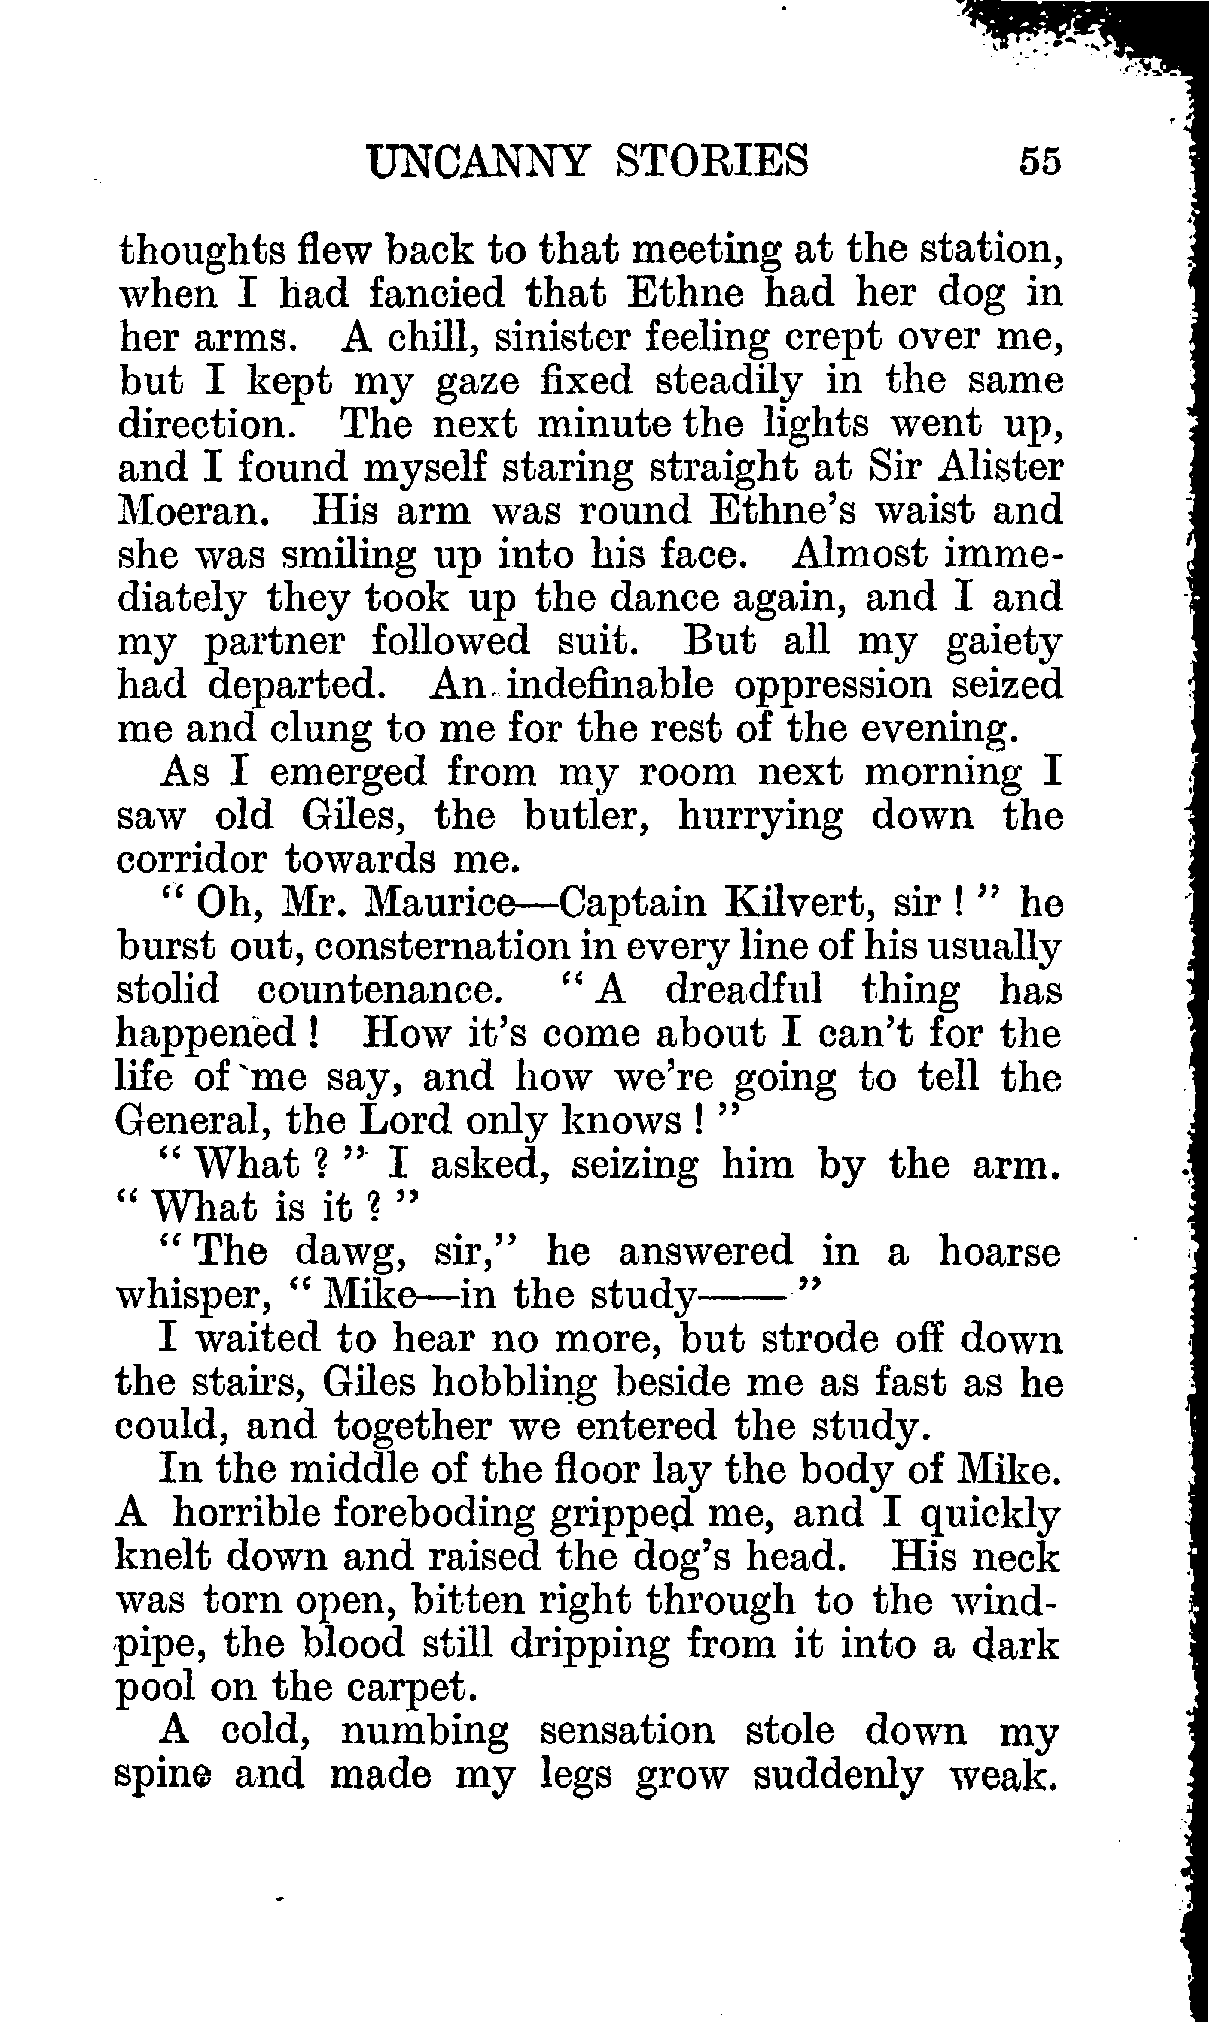 UNCANNY STORIES 55
thoughts flew back to that meeting at the station,
when I had fancied that Ethne had her dog in
her arms. A chill, sinister feeling crept over me,
but I kept my gaze fixed steadily in the same
direction. The next minute the lights went up,
and I found myself staring straight at Sir Alister
Moeran. His arm was round Ethne's waist and
she was smiling up into his face. Almost imme-
diately they took up the dance again, and I and
my partner followed suit. But all my gaiety
had departed. An indefinable oppression seized
me and clung to me for the rest of the evening.
As I emerged from my room next morning I
saw old Giles, the butler, hurrying down the
corridor towards me.
“ Oh, Mr. Maurice—Captain Kilvert, sir ! ” he
burst out, consternation in every line of his usually
stolid countenance. “ A dreadful thing has
happened ! How it's come about I can't for the
life of me say, and how we're going to tell the
General, the Lord only knows ! ”
“ What ? ” I asked, seizing him by the arm.
“ What is it ? ”
“ The dawg, sir,” he answered in a hoarse
whisper, “ Mike—in the study—— ”
I waited to hear no more, but strode off down
the stairs, Giles hobbling beside me as fast as he
could, and together we entered the study.
In the middle of the floor lay the body of Mike.
A horrible foreboding gripped me, and I quickly
knelt down and raised the dog's head. His neck
was torn open, bitten right through to the wind-
pipe, the blood still dripping from it into a dark
pool on the carpet.
A cold, numbing sensation stole down my
spine and made my legs grow suddenly weak.